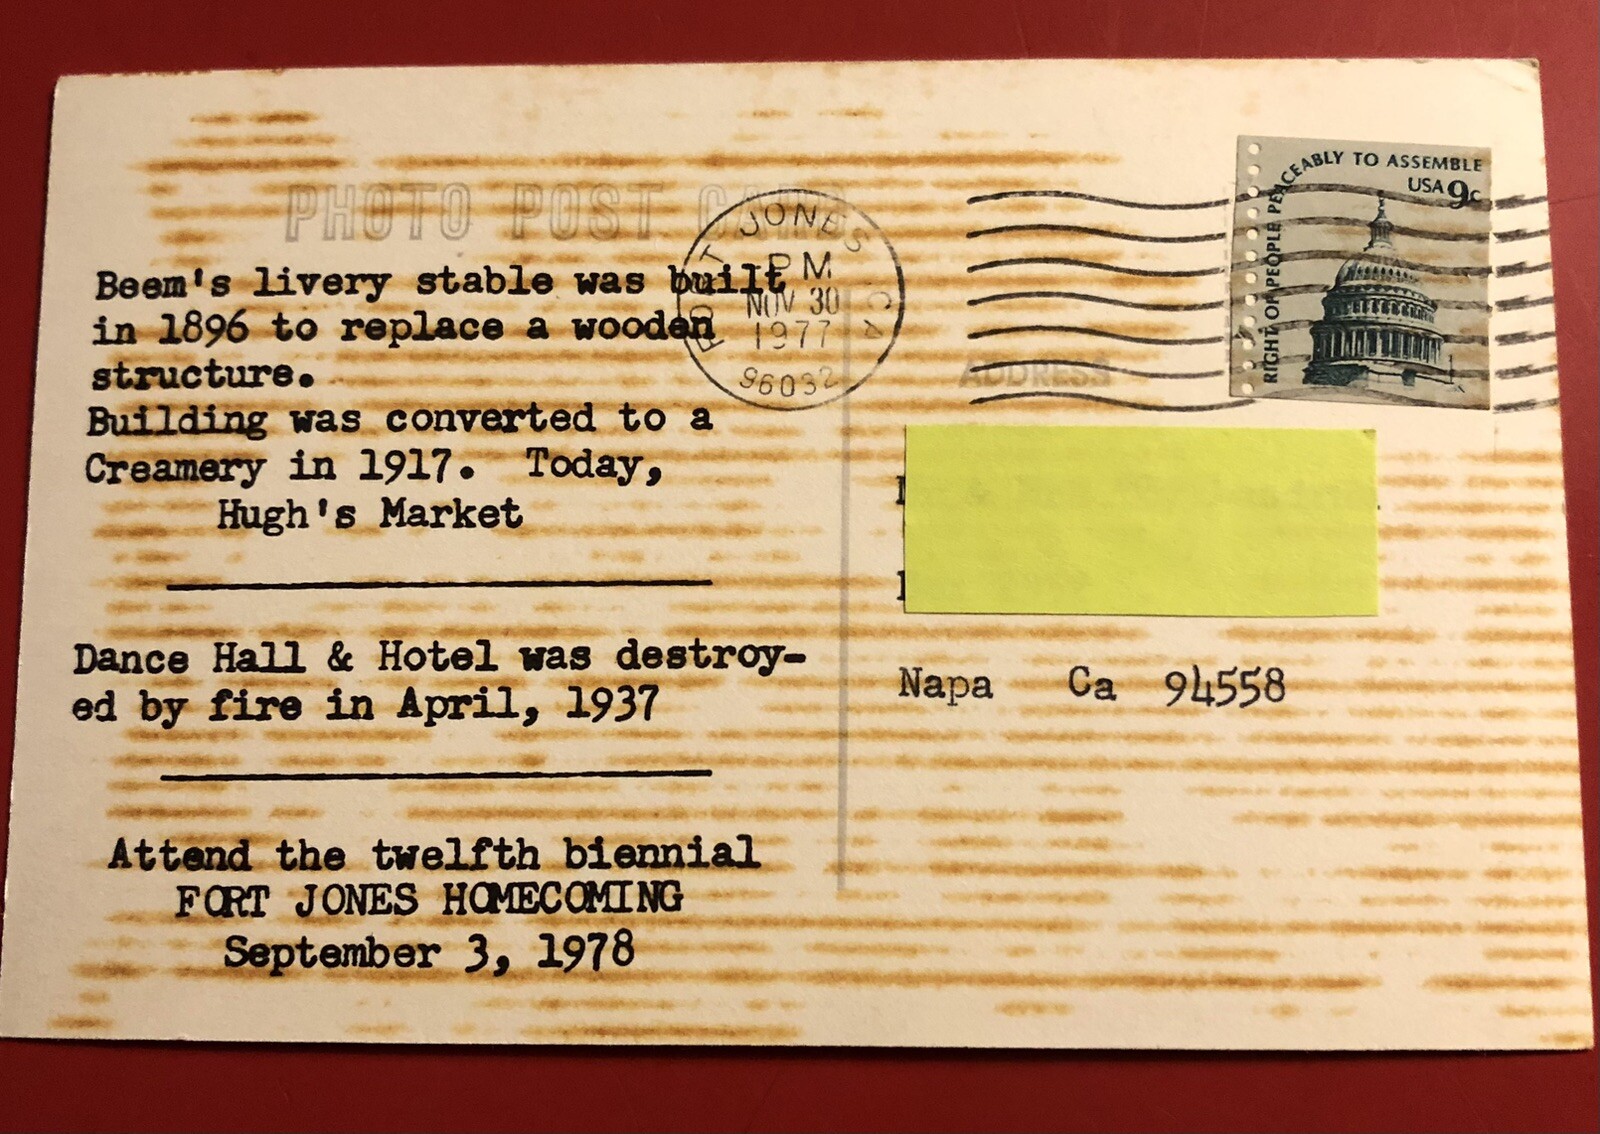 PHOTO POST CARD
Beem's livery stable was built
in 1896 to replace a wooden
structure.
Building was converted to a
Creamery in 1917. Today,
Hugh's Market
Dance Hall & Hotel was destroy-
ed by fire in April, 1937
Attend the twelfth biennial
FORT JONES HOMECOMING
September 3, 1978
FORT JONES CA
PM
NOV 30
1977
96032
RIGHT OF PEOPLE PEACEABLY TO ASSEMBLE
USA 9c
ADDRESS
Napa Ca 94558